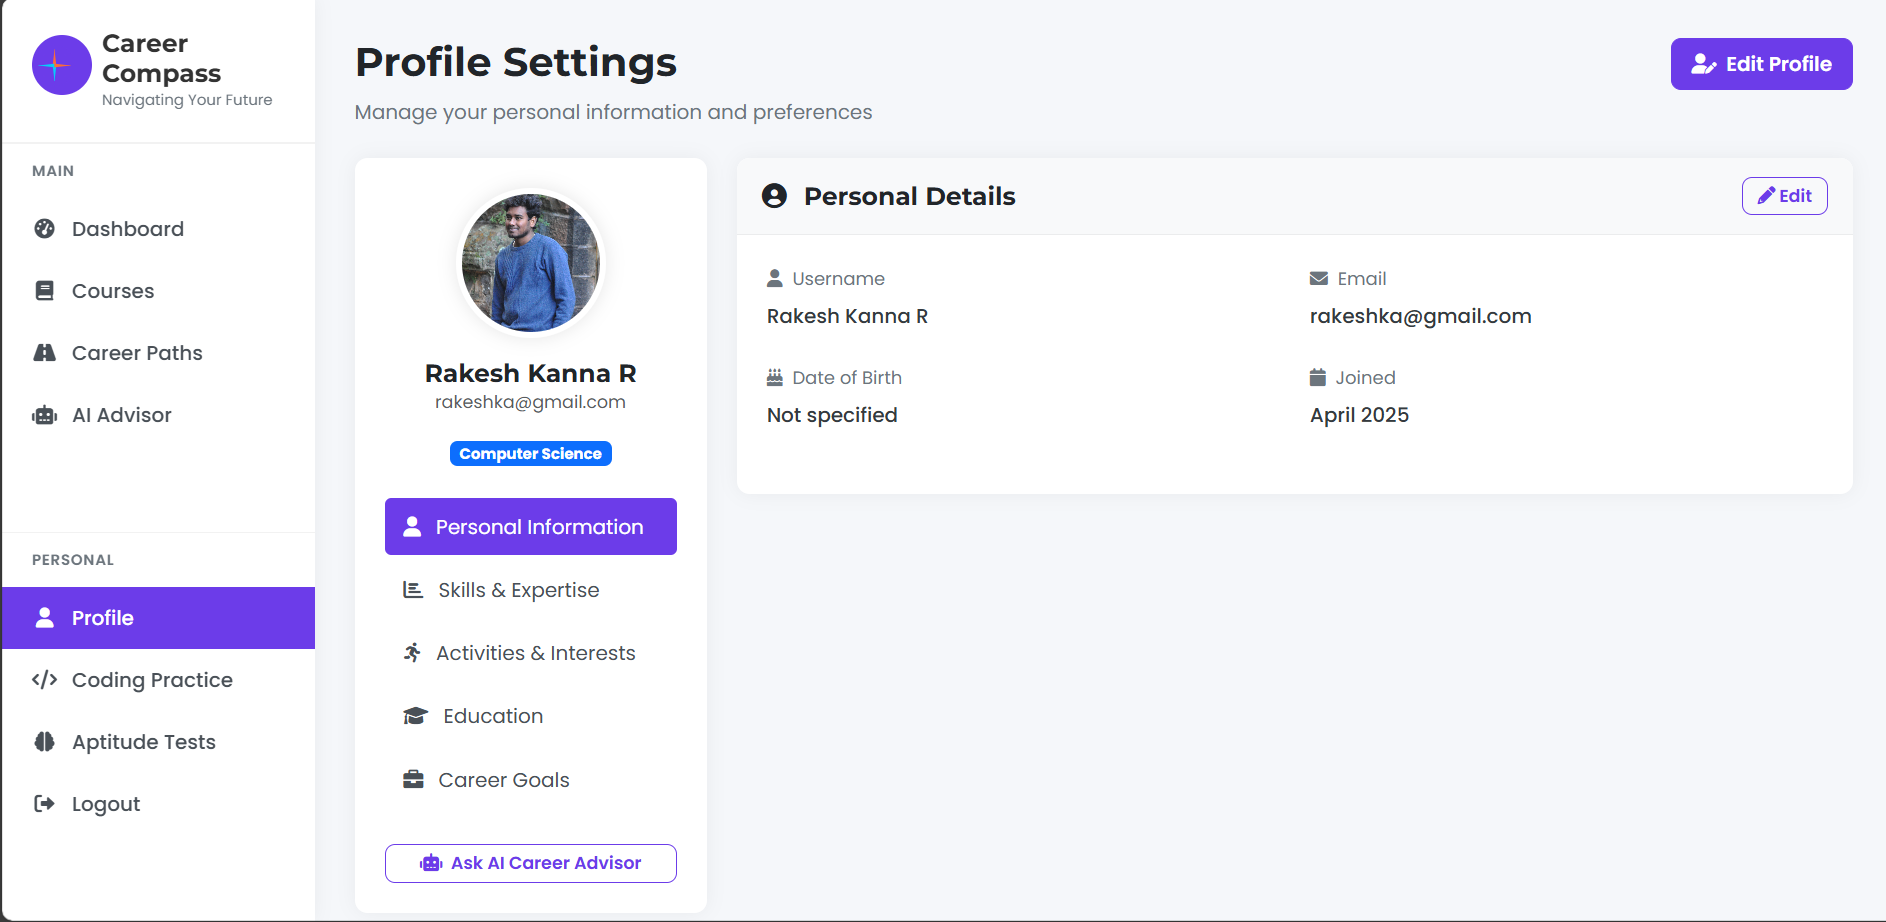 Career
Compass
Navigating Your Future
MAIN
Dashboard
Courses
Career Paths
AI Advisor
PERSONAL
Profile
Coding Practice
Aptitude Tests
Logout
Profile Settings
Manage your personal information and preferences
Edit Profile
Rakesh Kanna R
rakeshka@gmail.com
Computer Science
Personal Information
Skills & Expertise
Activities & Interests
Education
Career Goals
Ask AI Career Advisor
Personal Details
Edit
Username
Rakesh Kanna R
Email
rakeshka@gmail.com
Date of Birth
Not specified
Joined
April 2025